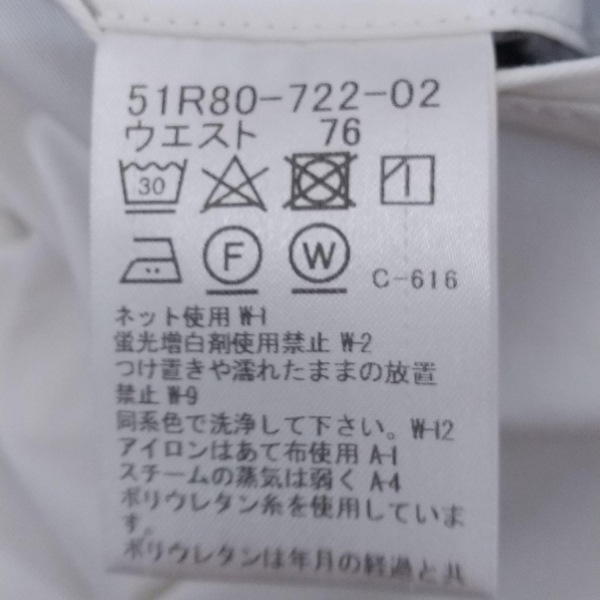 51R80-722-02
ウエスト 76
30
F W C-616
ネット使用 W-1
蛍光増白剤使用禁止 W-2
つけ置きや濡れたままの放置
禁止 W-9
同系色で洗浄して下さい。W-12
アイロンはあて布使用 A-1
スチームの蒸気は弱く A-4
ポリウレタン糸を使用していま
す。
ポリウレタンは年月の経過と共